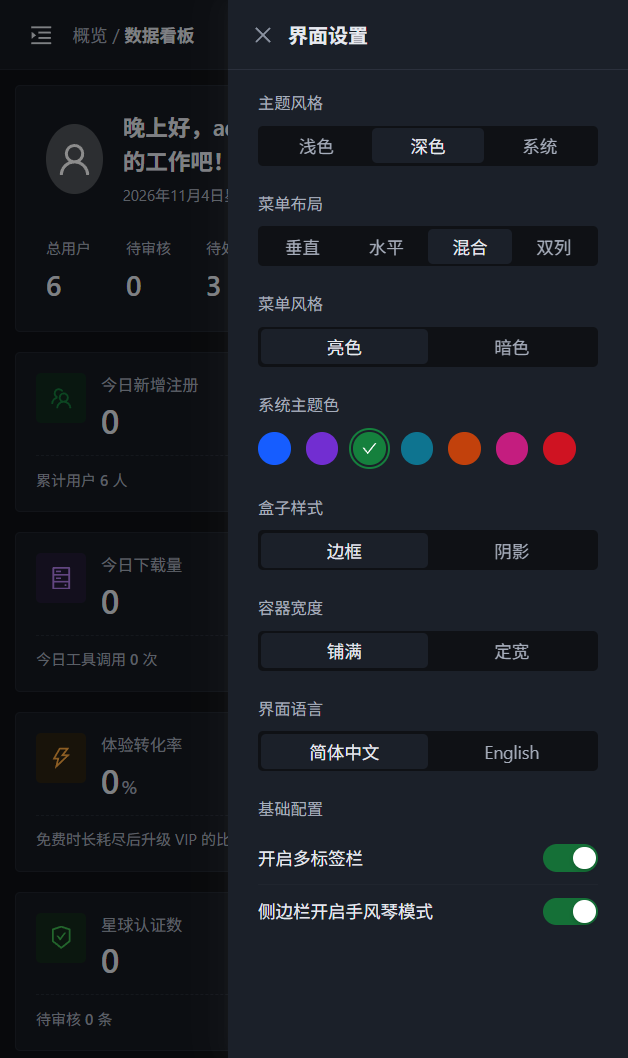 概览 / 数据看板
晚上好，
的工作吧！
2026年11月4日
总用户
待审核
6
0
3
今日新增注册
0
累计用户 6 人
今日下载量
0
今日工具调用 0 次
体验转化率
0%
免费时长耗尽后升级 VIP 的比
星球认证数
0
待审核 0 条
界面设置
主题风格
浅色
深色
系统
菜单布局
垂直
水平
混合
双列
菜单风格
亮色
暗色
系统主题色
盒子样式
边框
阴影
容器宽度
铺满
定宽
界面语言
简体中文
English
基础配置
开启多标签栏
侧边栏开启手风琴模式